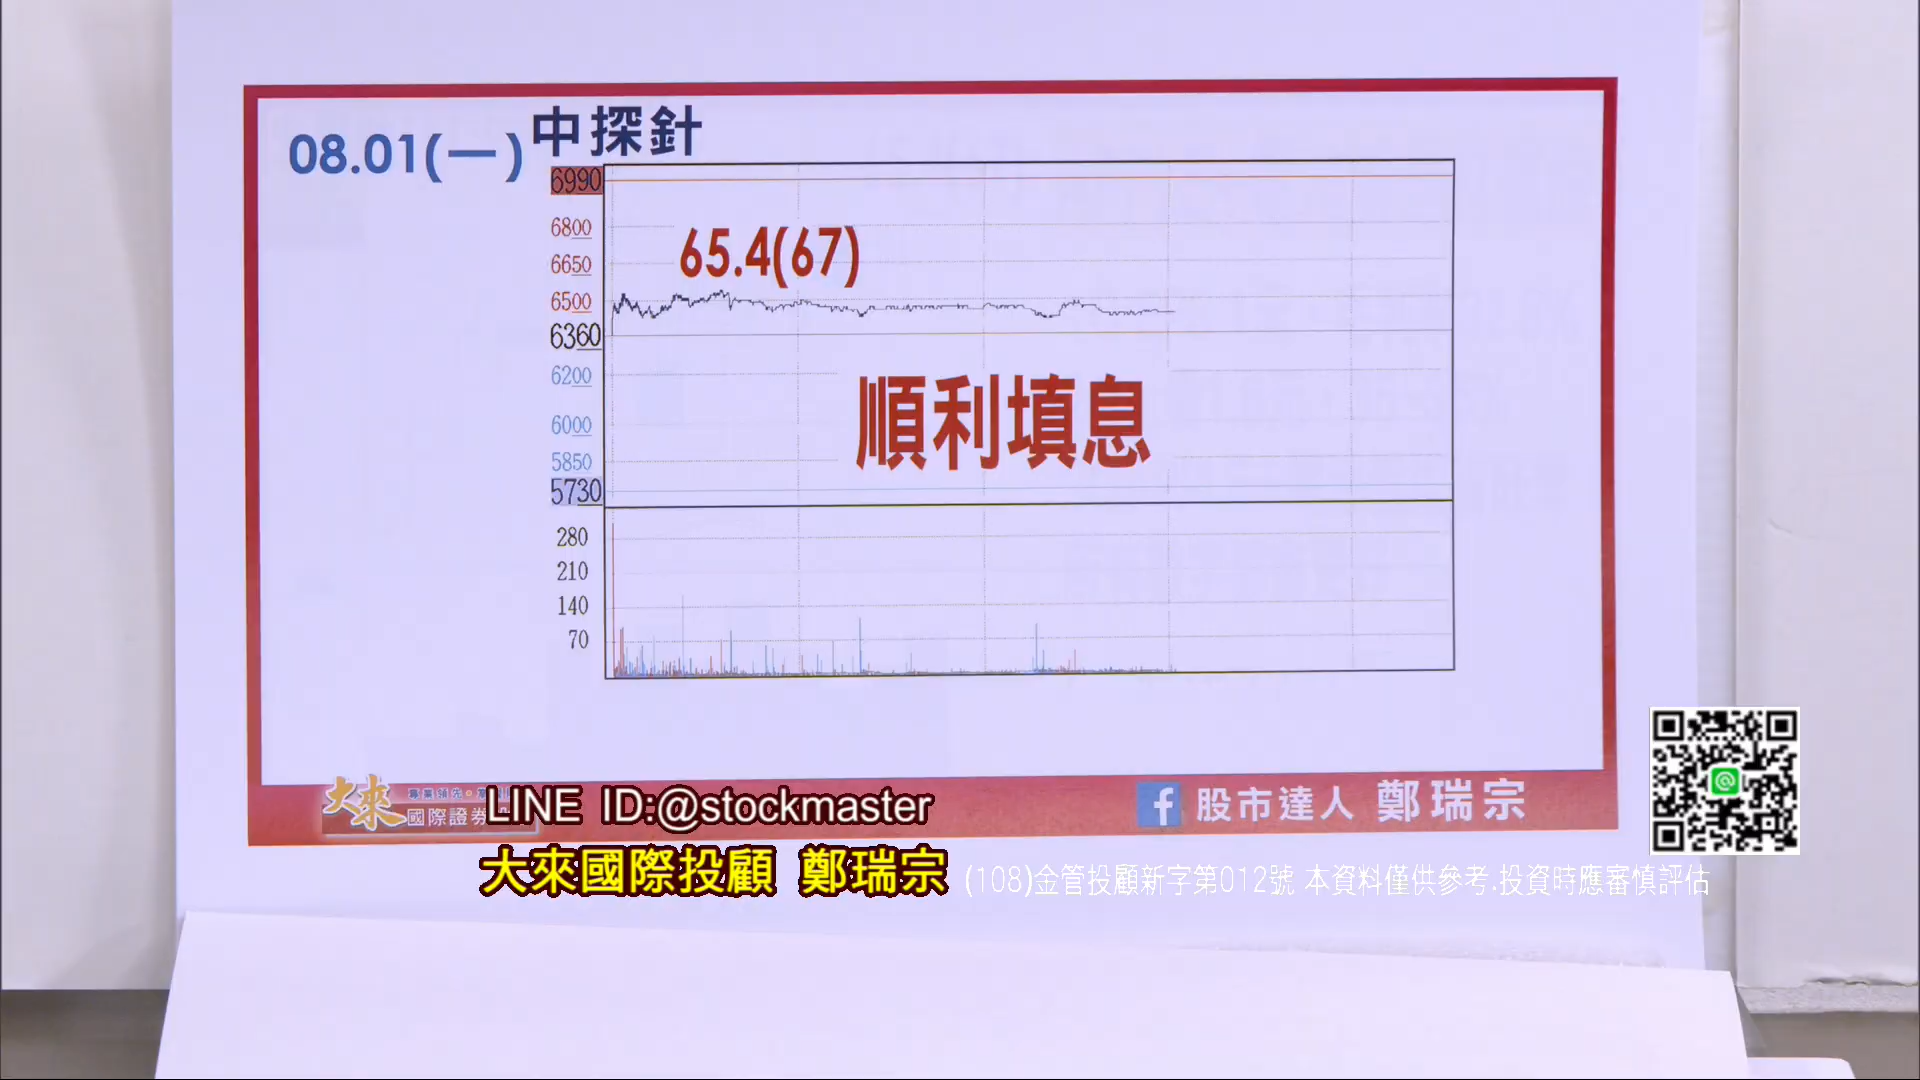 08.01(一)
中探針
6990
6800
6650
6500
6360
6200
6000
5850
5730
65.4(67)
順利填息
280
210
140
70
大來
國際證券
LINE ID:@stockmaster
股市達人 鄭瑞宗
大來國際投顧 鄭瑞宗
(108)金管投顧新字第012號 本資料僅供參考.投資時應審慎評估